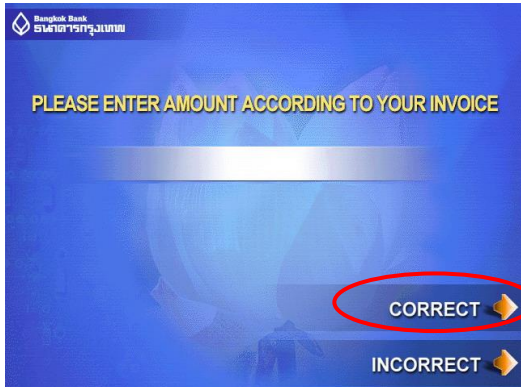 Bangkok Bank
ธนาคารกรุงเทพ
PLEASE ENTER AMOUNT ACCORDING TO YOUR INVOICE
CORRECT
INCORRECT